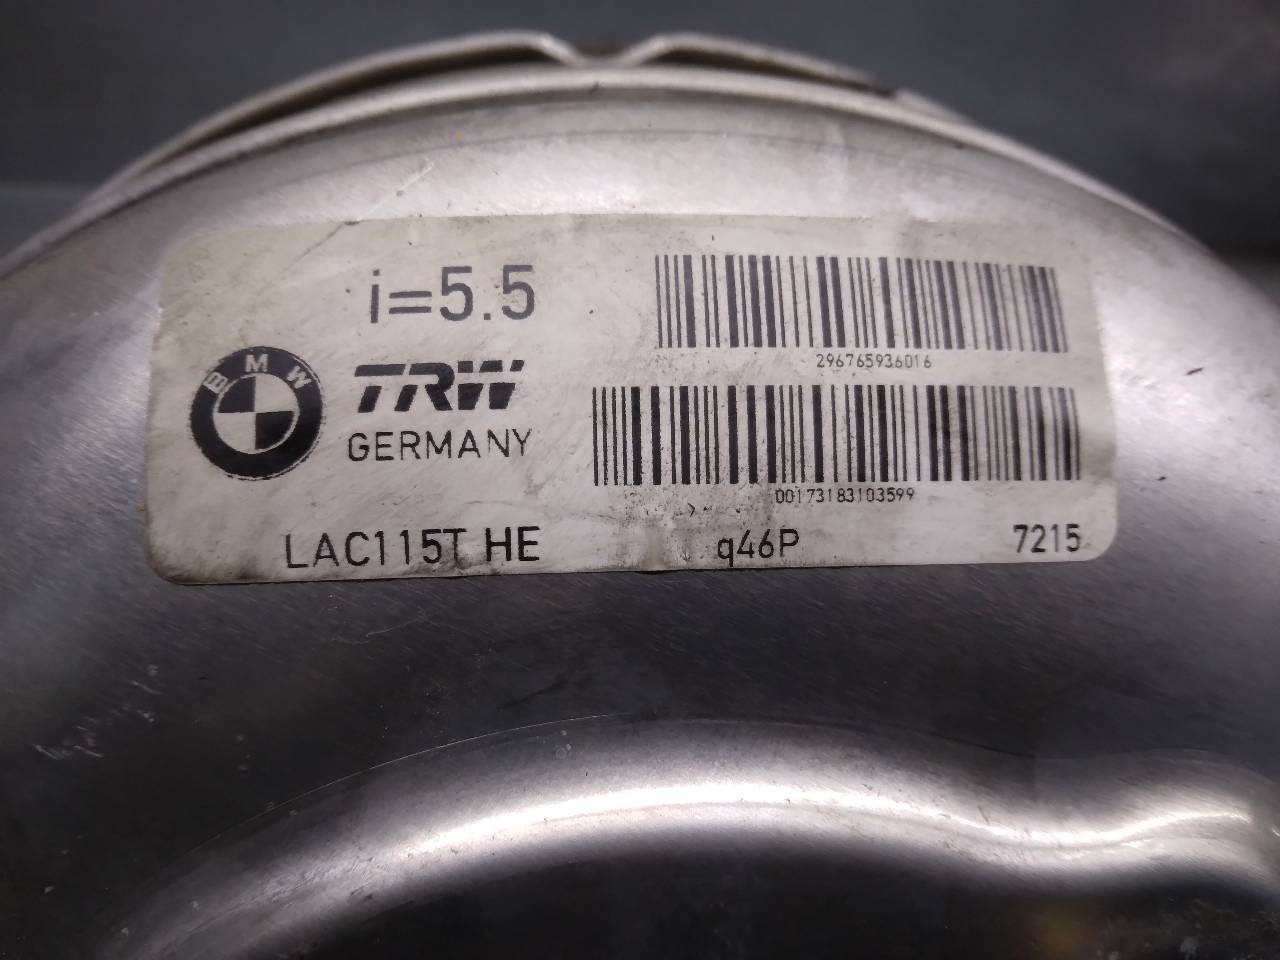 i=5.5
296765936016
BMW
TRW
GERMANY
00173183103599
LAC115T HE q46P 7215